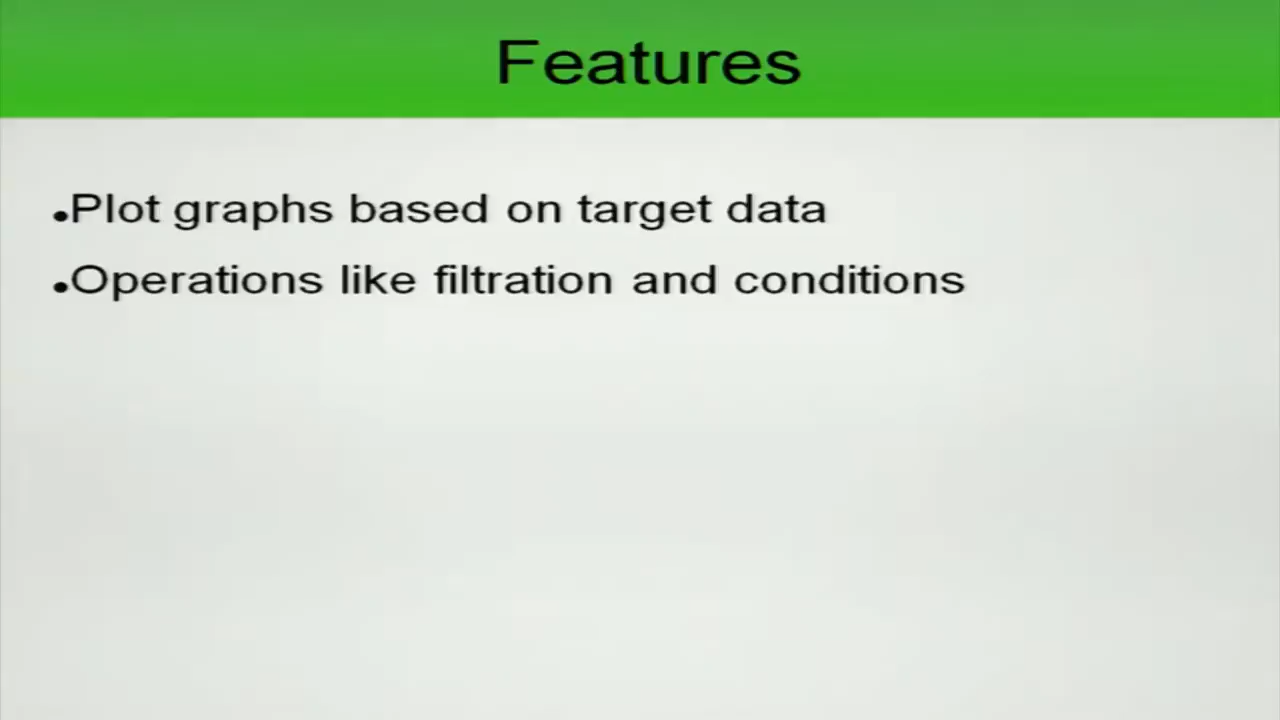 Features
•Plot graphs based on target data
•Operations like filtration and conditions